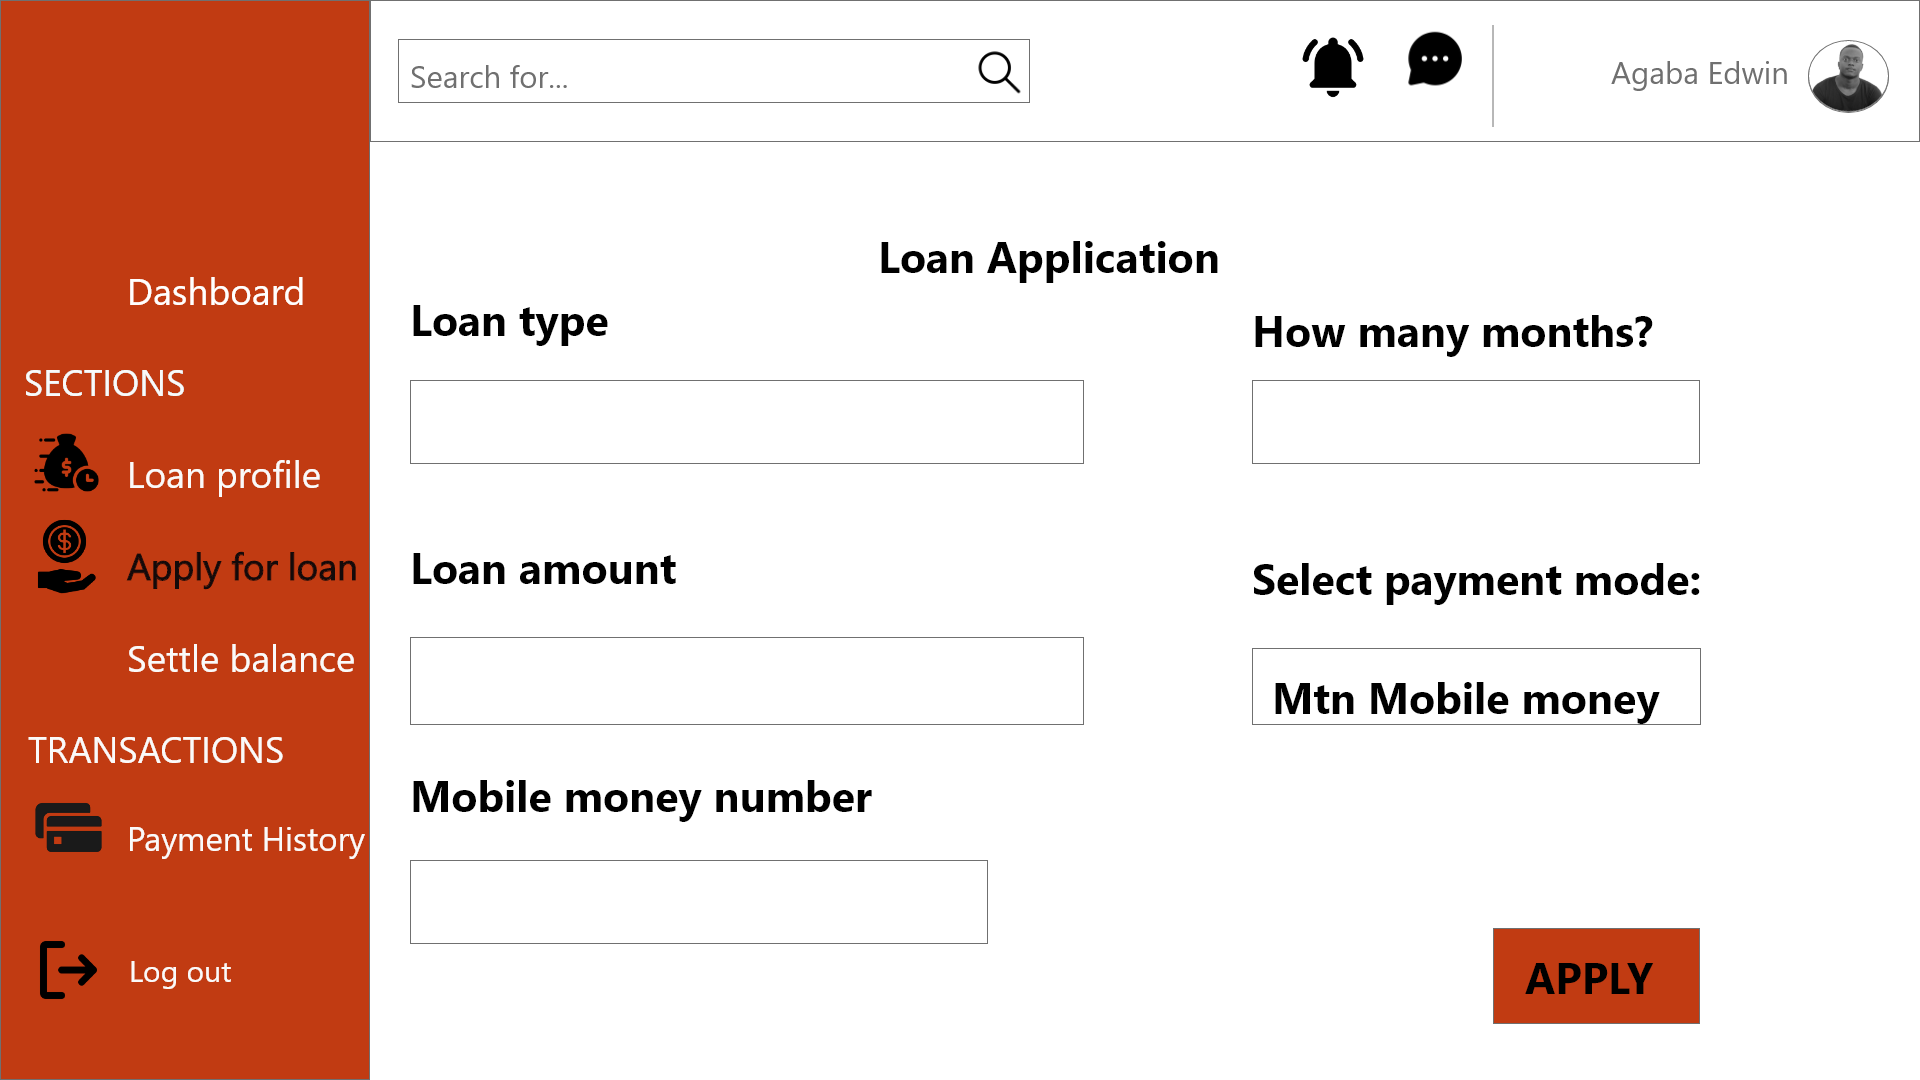 Search for...
Agaba Edwin
Dashboard
SECTIONS
Loan profile
Apply for loan
Settle balance
TRANSACTIONS
Payment History
Log out
Loan Application
Loan type
How many months?
Loan amount
Select payment mode:
Mtn Mobile money
Mobile money number
APPLY